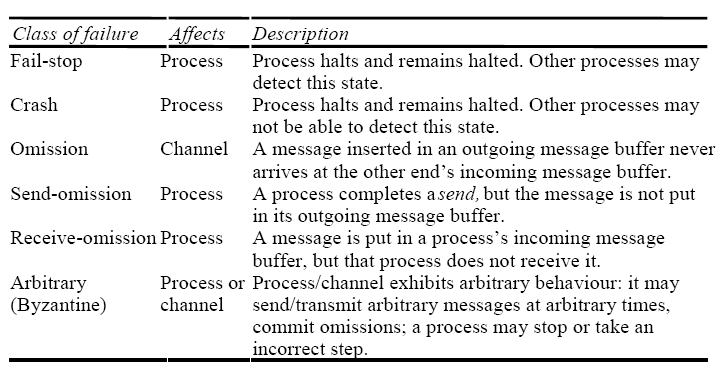 Class of failure Affects Description
Fail-stop Process Process halts and remains halted. Other processes may
detect this state.
Crash Process Process halts and remains halted. Other processes may
not be able to detect this state.
Omission Channel A message inserted in an outgoing message buffer never
arrives at the other end’s incoming message buffer.
Send-omission Process A process completes a send, but the message is not put
in its outgoing message buffer.
Receive-omission Process A message is put in a process’s incoming message
buffer, but that process does not receive it.
Arbitrary Process or Process/channel exhibits arbitrary behaviour: it may
(Byzantine) channel send/transmit arbitrary messages at arbitrary times,
commit omissions; a process may stop or take an
incorrect step.